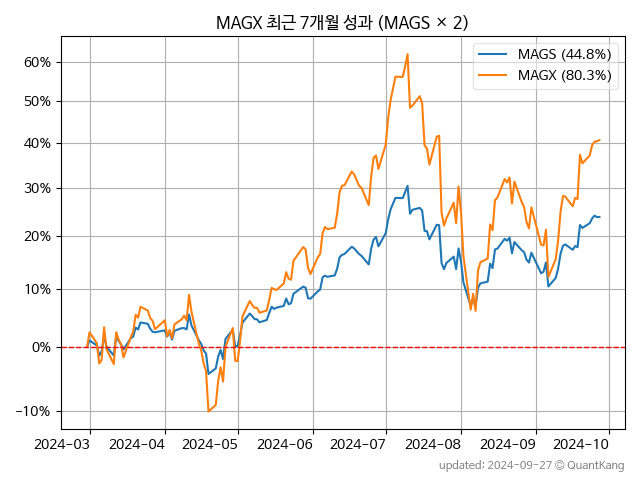 MAGX 최근 7개월 성과 (MAGS × 2)
MAGS (44.8%)
MAGX (80.3%)
60%
50%
40%
30%
20%
10%
0%
−10%
2024-03 2024-04 2024-05 2024-06 2024-07 2024-08 2024-09 2024-10
updated: 2024-09-27 © QuantKang